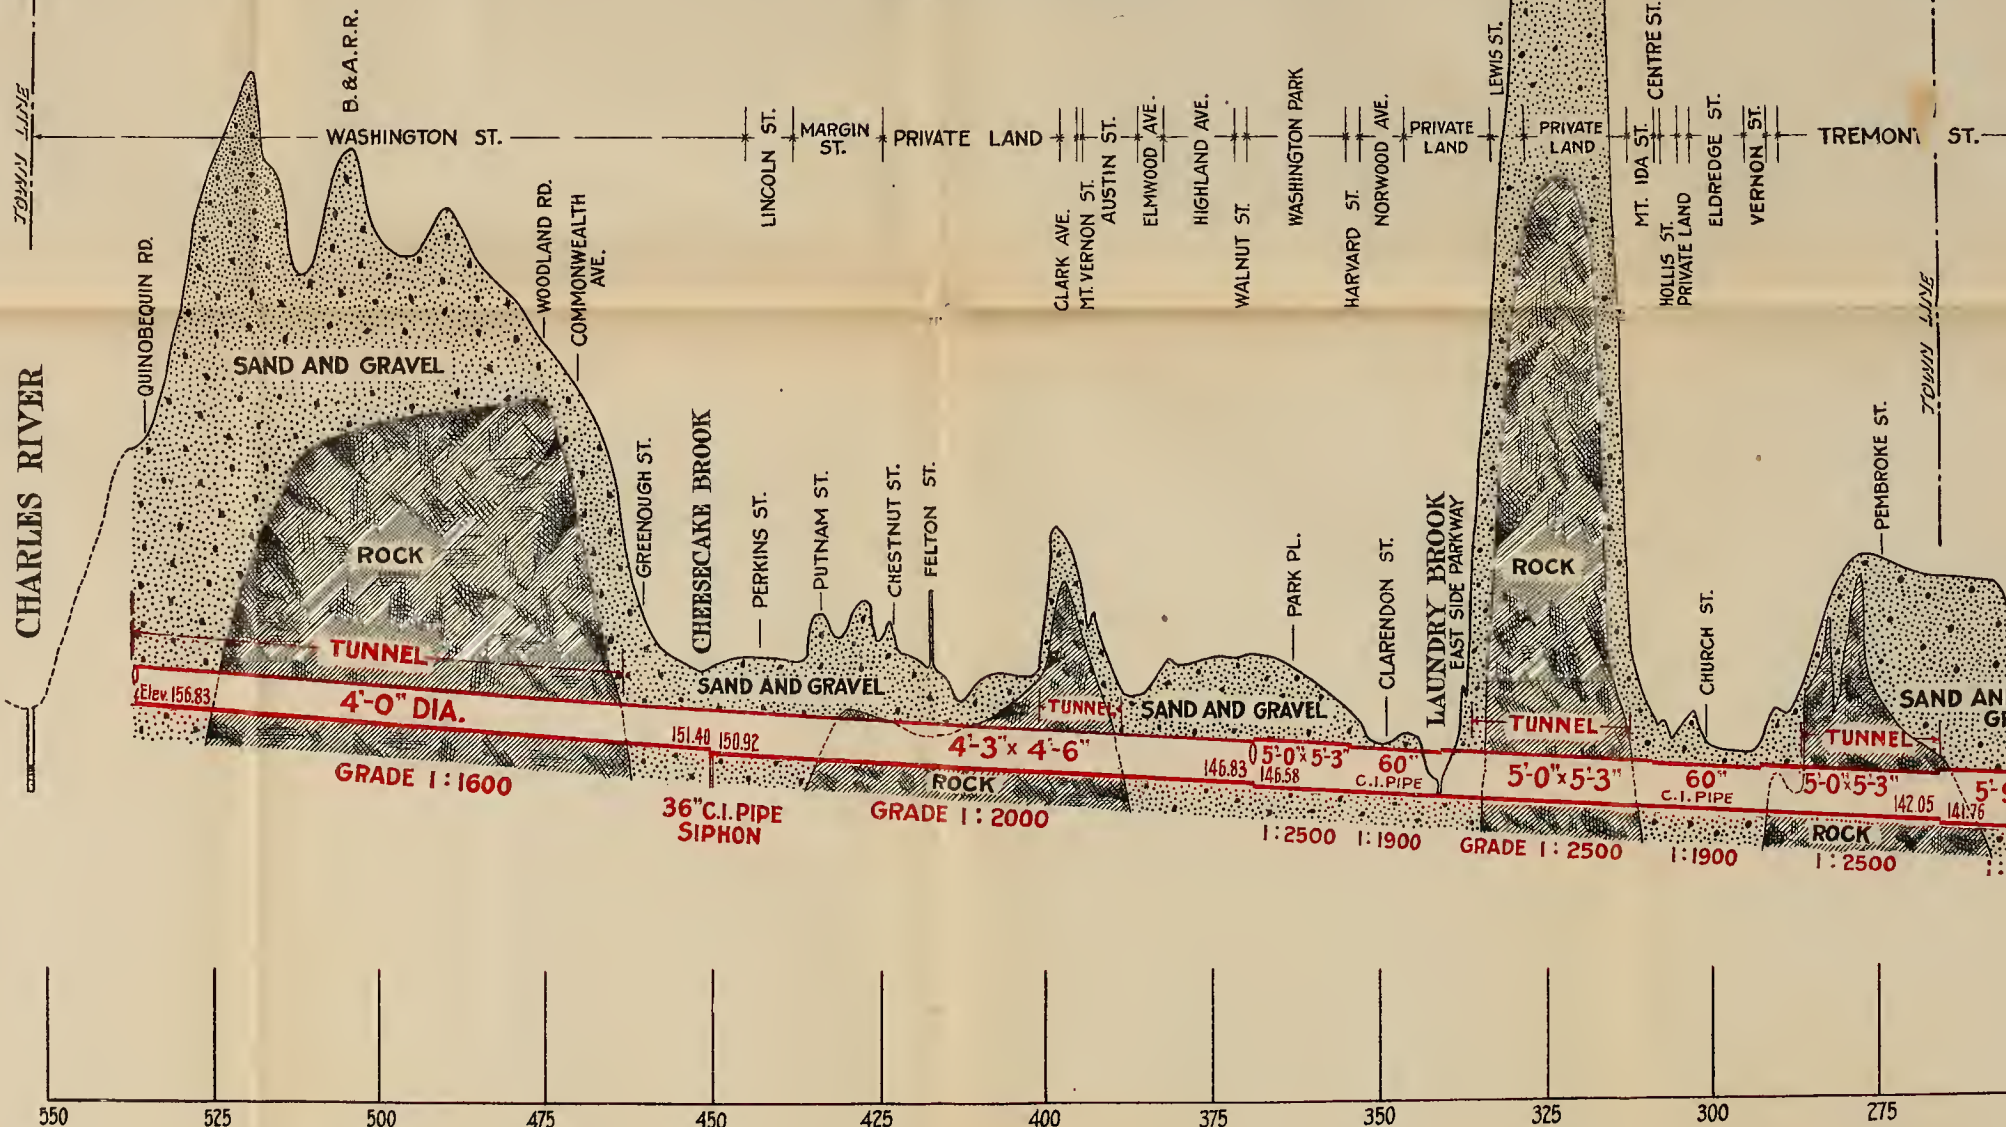 TOWN LINE
B. & A. R. R.
WASHINGTON ST.
LINCOLN ST.
MARGIN
ST.
PRIVATE LAND
CLARK AVE.
MT. VERNON ST.
AUSTIN ST.
ELMWOOD AVE.
HIGHLAND AVE.
WALNUT ST.
WASHINGTON PARK
HARVARD ST.
NORWOOD AVE.
PRIVATE
LAND
LEWIS ST.
PRIVATE
LAND
MT. IDA ST.
CENTRE ST.
HOLLIS ST.
PRIVATE LAND
ELDREDGE ST.
VERNON ST.
TREMONT ST.
TOWN LINE
CHARLES RIVER
QUINOBEQUIN RD.
WOODLAND RD.
COMMONWEALTH
AVE.
SAND AND GRAVEL
ROCK
GREENOUGH ST.
CHEESECAKE BROOK
PERKINS ST.
PUTNAM ST.
CHESTNUT ST.
FELTON ST.
PARK PL.
CLARENDON ST.
LAUNDRY BROOK
EAST SIDE PARKWAY
ROCK
CHURCH ST.
PEMBROKE ST.
TUNNEL
Elev. 156.83
4'-0" DIA.
GRADE 1:1600
SAND AND GRAVEL
151.40 150.92
36" C.I. PIPE
SIPHON
TUNNEL
4'-3" x 4'-6"
ROCK
GRADE 1:2000
SAND AND GRAVEL
146.83 146.58
5'-0" x 5'-3"
1:2500
60"
C.I. PIPE
1:1900
TUNNEL
5'-0" x 5'-3"
GRADE 1:2500
60"
C.I. PIPE
1:1900
TUNNEL
5'-0" x 5'-3"
142.05 141.76
ROCK
1:2500
SAND AN
G
5'-
550 525 500 475 450 425 400 375 350 325 300 275